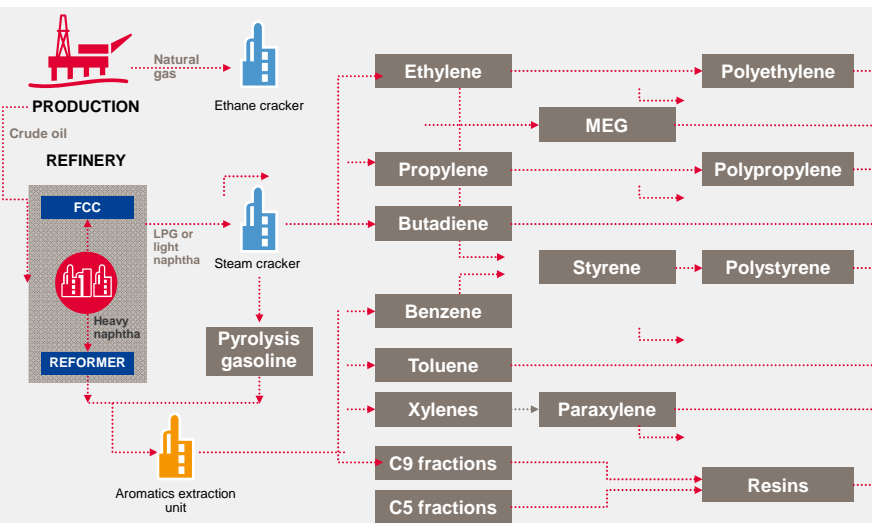 Natural
gas
PRODUCTION
Ethane cracker
Crude oil
REFINERY
FCC
LPG or
light
naphtha
Steam cracker
Heavy
naphtha
REFORMER
Pyrolysis
gasoline
Aromatics extraction
unit
Ethylene
Polyethylene
MEG
Propylene
Polypropylene
Butadiene
Styrene
Polystyrene
Benzene
Toluene
Xylenes
Paraxylene
C9 fractions
Resins
C5 fractions